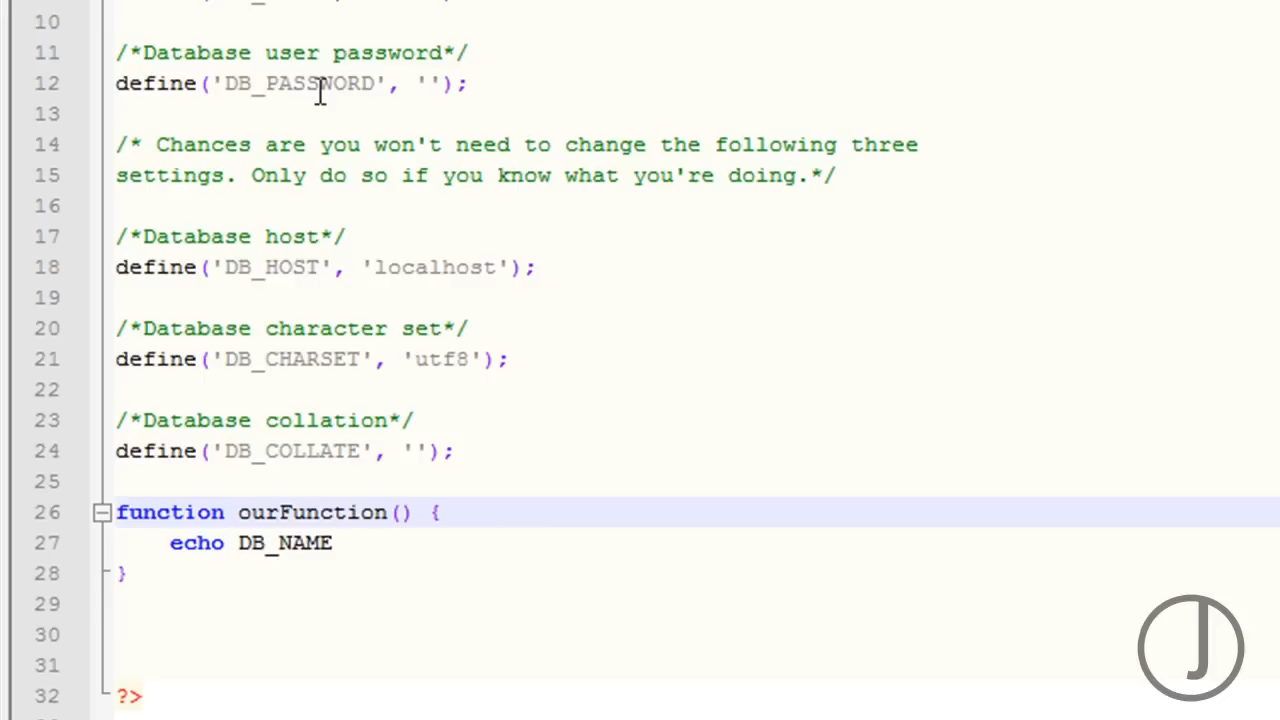 10
11 /*Database user password*/
12 define('DB_PASSWORD', '');
13
14 /* Chances are you won't need to change the following three
15 settings. Only do so if you know what you're doing.*/
16
17 /*Database host*/
18 define('DB_HOST', 'localhost');
19
20 /*Database character set*/
21 define('DB_CHARSET', 'utf8');
22
23 /*Database collation*/
24 define('DB_COLLATE', '');
25
26 function ourFunction() {
27 echo DB_NAME
28 }
29
30
31
32 ?>
J